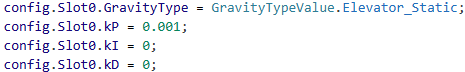 config.Slot0.GravityType = GravityTypeValue.Elevator_Static;
config.Slot0.kP = 0.001;
config.Slot0.kI = 0;
config.Slot0.kD = 0;